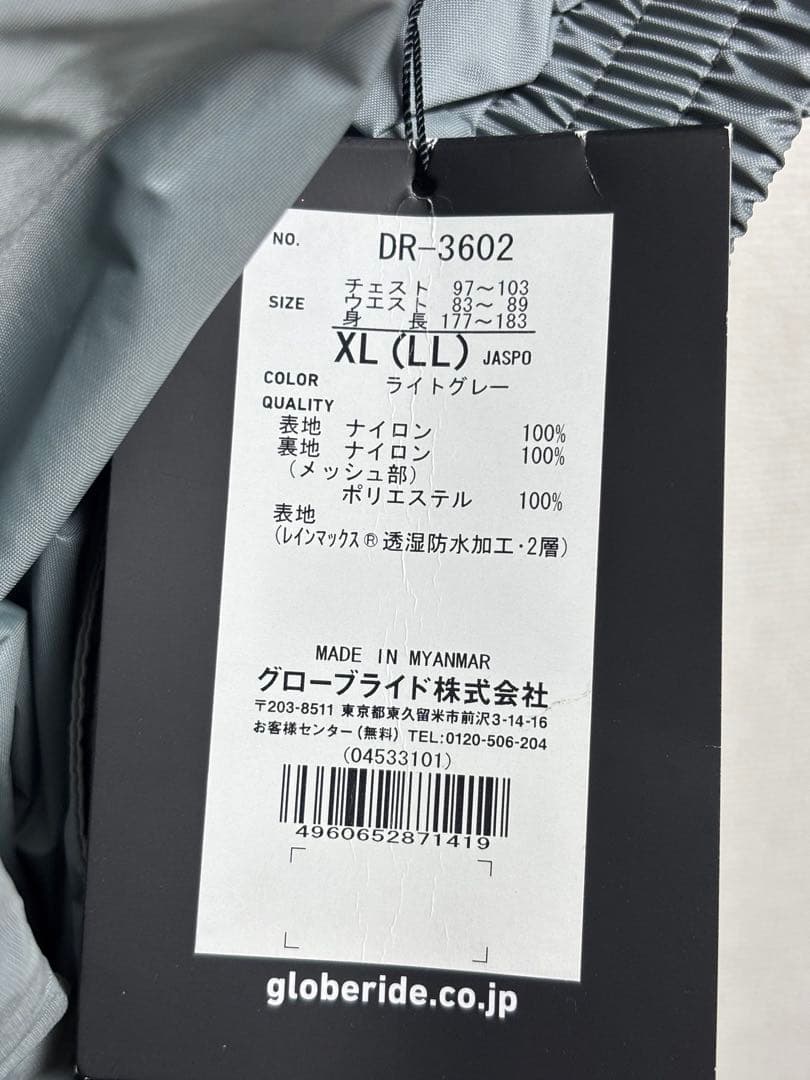 NO. DR-3602
チェスト 97～103
SIZE ウエスト 83～ 89
身 長 177～183
XL(LL) JASPO
COLOR ライトグレー
QUALITY
表地 ナイロン 100%
裏地 ナイロン 100%
(メッシュ部)
ポリエステル 100%
表地
(レインマックス®透湿防水加工・2層)
MADE IN MYANMAR
グローブライド株式会社
〒203-8511 東京都東久留米市前沢3-14-16
お客様センター(無料) TEL:0120-506-204
(04533101)
4960652871419
globeride.co.jp